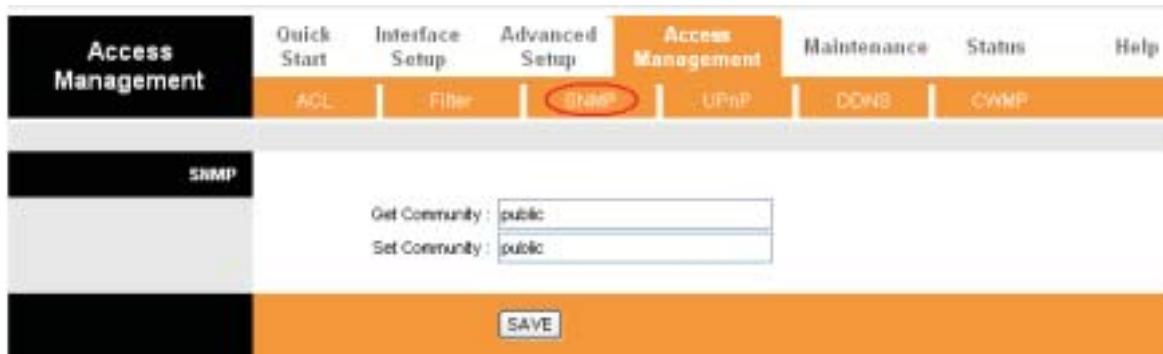 Access Management
Quick Start
Interface Setup
Advanced Setup
Access Management
Maintenance
Status
Help
ACL
Filter
SNMP
UPnP
DDNS
CWMP
SNMP
Get Community : public
Set Community : public
SAVE